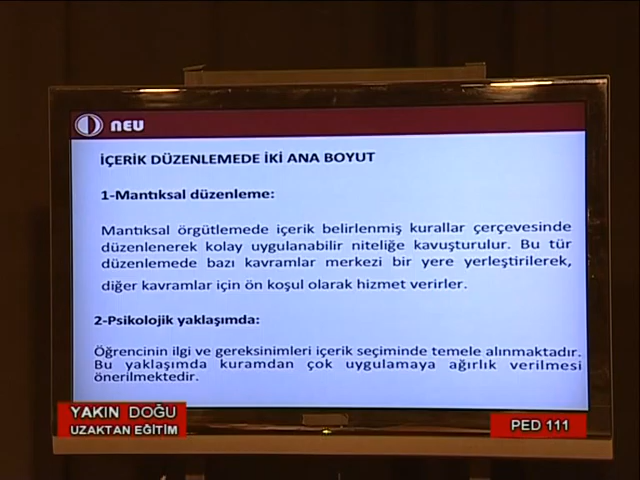 NEU
İÇERİK DÜZENLEMEDE İKİ ANA BOYUT
1-Mantıksal düzenleme:
Mantıksal örgütlemede içerik belirlenmiş kurallar çerçevesinde
düzenlenerek kolay uygulanabilir niteliğe kavuşturulur. Bu tür
düzenlemede bazı kavramlar merkezi bir yere yerleştirilerek,
diğer kavramlar için ön koşul olarak hizmet verirler.
2-Psikolojik yaklaşımda:
Öğrencinin ilgi ve gereksinimleri içerik seçiminde temele alınmaktadır.
Bu yaklaşımda kuramdan çok uygulamaya ağırlık verilmesi
önerilmektedir.
YAKIN DOĞU
UZAKTAN EĞİTİM
PED 111